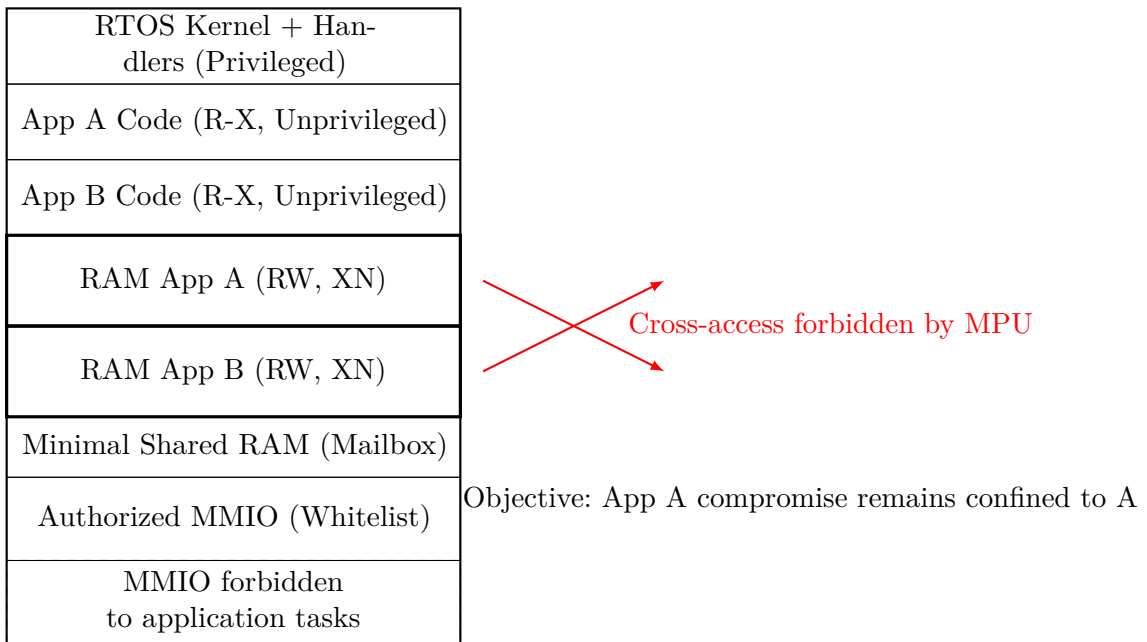 RTOS Kernel + Han-
dlers (Privileged)
App A Code (R-X, Unprivileged)
App B Code (R-X, Unprivileged)
RAM App A (RW, XN)
Cross-access forbidden by MPU
RAM App B (RW, XN)
Minimal Shared RAM (Mailbox)
Objective: App A compromise remains confined to A
Authorized MMIO (Whitelist)
MMIO forbidden
to application tasks